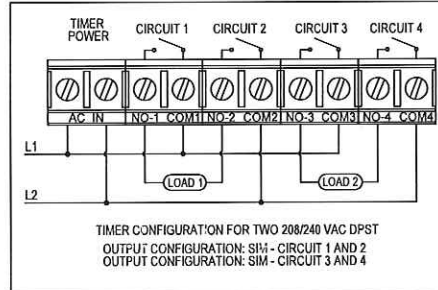 TIMER
POWER
CIRCUIT 1
CIRCUIT 2
CIRCUIT 3
CIRCUIT 4
AC IN
NO-1
COM1
NO-2
COM2
NO-3
COM3
NO-4
COM4
L1
LOAD 1
LOAD 2
L2
TIMER CONFIGURATION FOR TWO 208/240 VAC DPST
OUTPUT CONFIGURATION: SIM - CIRCUIT 1 AND 2
OUTPUT CONFIGURATION: SIM - CIRCUIT 3 AND 4